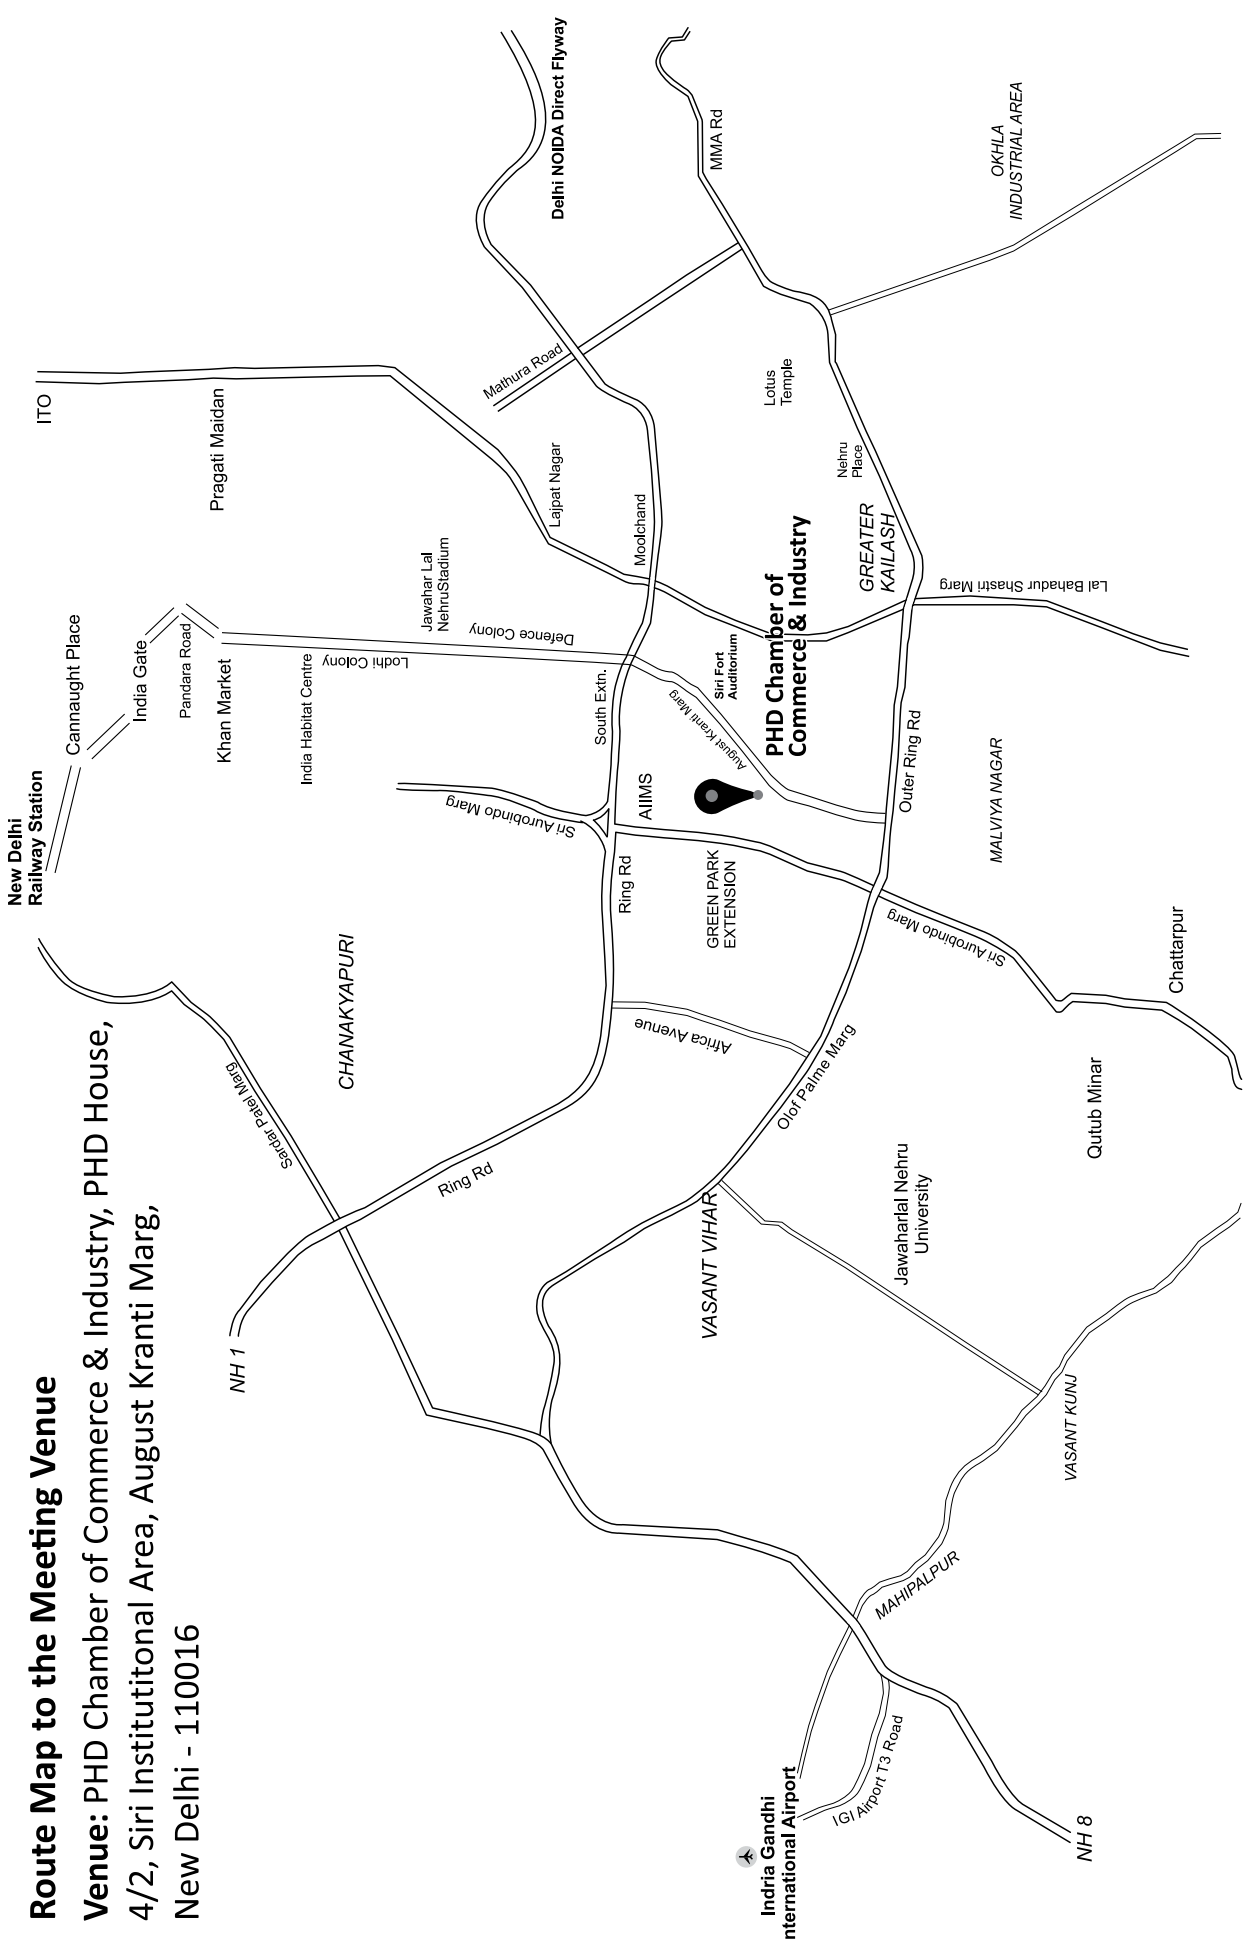 Route Map to the Meeting Venue
Venue: PHD Chamber of Commerce & Industry, PHD House,
4/2, Siri Institutitonal Area, August Kranti Marg,
New Delhi - 110016
New Delhi
Railway Station
Cannaught Place
ITO
India Gate
Pandara Road
Khan Market
Pragati Maidan
NH 1
Sardar Patel Marg
CHANAKYAPURI
India Habitat Centre
Lodhi Colony
Defence Colony
Jawahar Lal
NehruStadium
Ring Rd
Sri Aurobindo Marg
Mathura Road
Lajpat Nagar
Delhi NOIDA Direct Flyway
South Extn.
Moolchand
Ring Rd
AIIMS
Africa Avenue
August Kranti Marg
Siri Fort
Auditorium
MMA Rd
VASANT VIHAR
GREEN PARK
EXTENSION
PHD Chamber of
Commerce & Industry
Lotus
Temple
Indria Gandhi
nternational Airport
Olof Palme Marg
Nehru
Place
GREATER
KAILASH
IGI Airport T3 Road
MAHIPALPUR
Jawaharlal Nehru
University
Outer Ring Rd
Sri Aurobindo Marg
Lal Bahadur Shastri Marg
MALVIYA NAGAR
OKHLA
INDUSTRIAL AREA
VASANT KUNJ
NH 8
Qutub Minar
Chattarpur